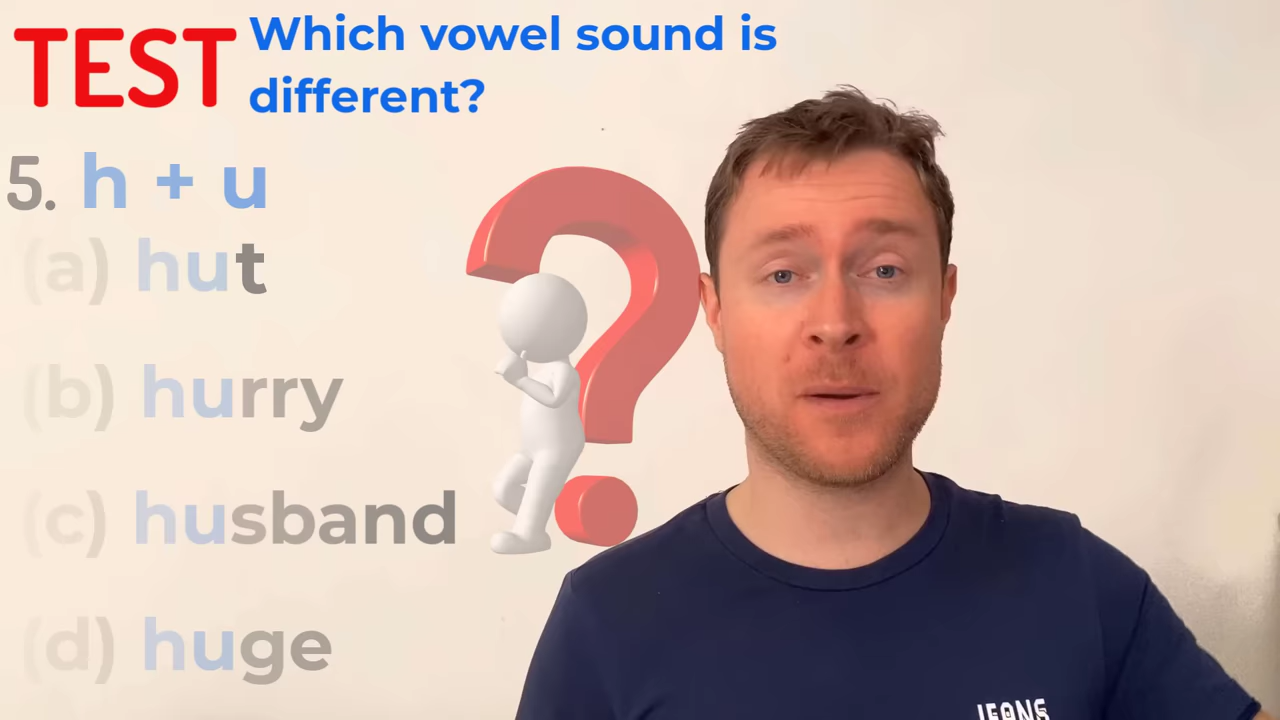 TEST Which vowel sound is
different?
5. h + u
(a) hut
(b) hurry
(c) husband
(d) huge
JEANS